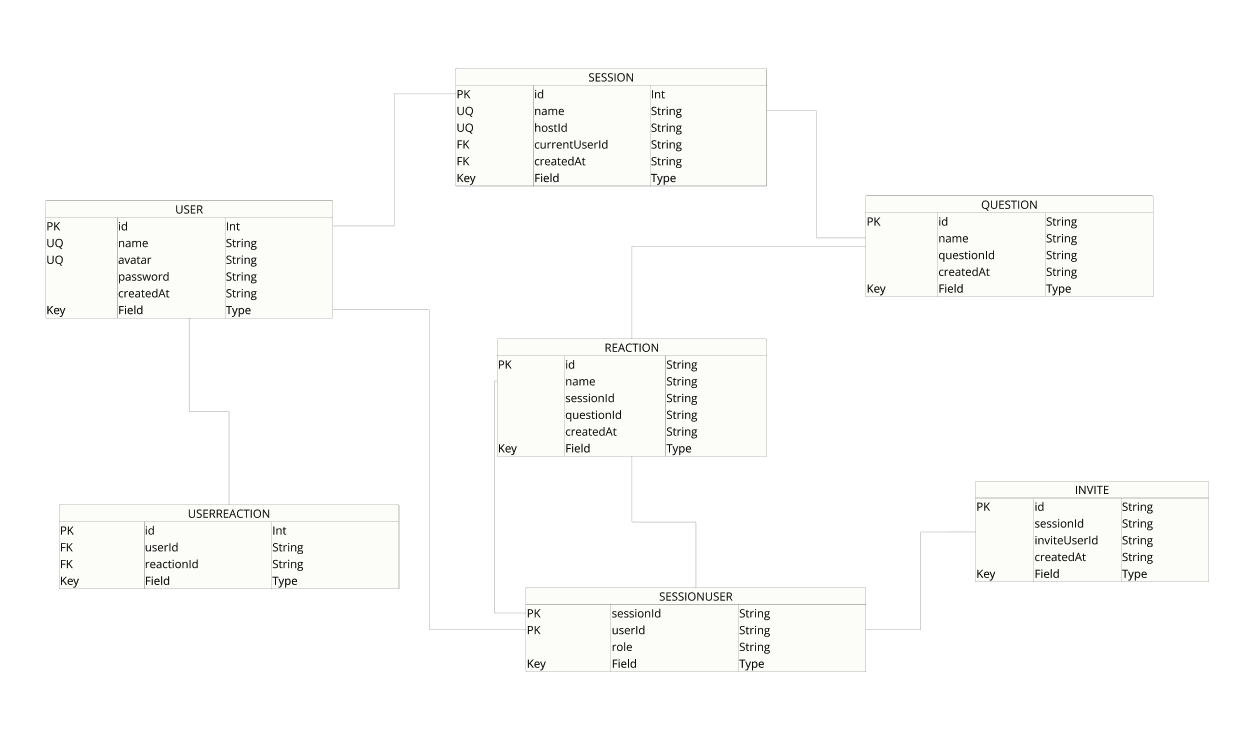 SESSION
PK id Int
UQ name String
UQ hostId String
FK currentUserId String
FK createdAt String
Key Field Type
USER
PK id Int
UQ name String
UQ avatar String
password String
createdAt String
Key Field Type
QUESTION
PK id String
name String
questionId String
createdAt String
Key Field Type
REACTION
PK id String
name String
sessionId String
questionId String
createdAt String
Key Field Type
USERREACTION
PK id Int
FK userId String
FK reactionId String
Key Field Type
INVITE
PK id String
sessionId String
inviteUserId String
createdAt String
Key Field Type
SESSIONUSER
PK sessionId String
PK userId String
role String
Key Field Type